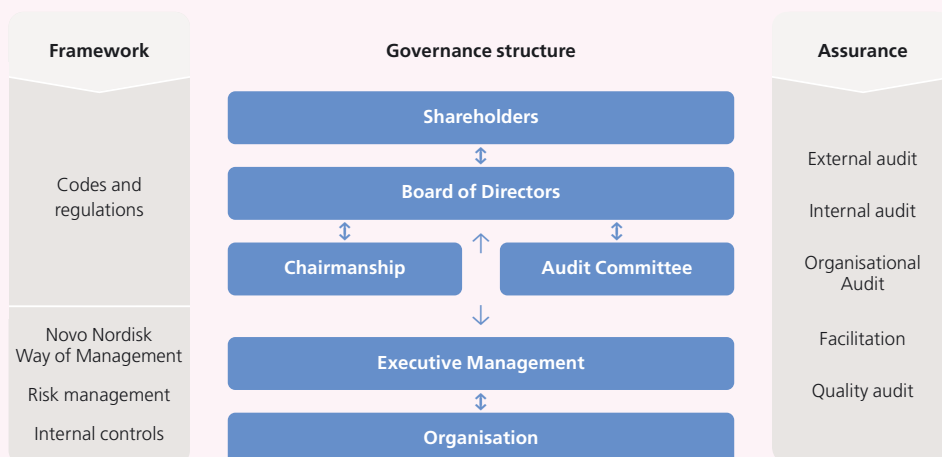 Framework
Codes and
regulations
Novo Nordisk
Way of Management
Risk management
Internal controls
Governance structure
Shareholders
Board of Directors
Chairmanship
Audit Committee
Executive Management
Organisation
Assurance
External audit
Internal audit
Organisational
Audit
Facilitation
Quality audit